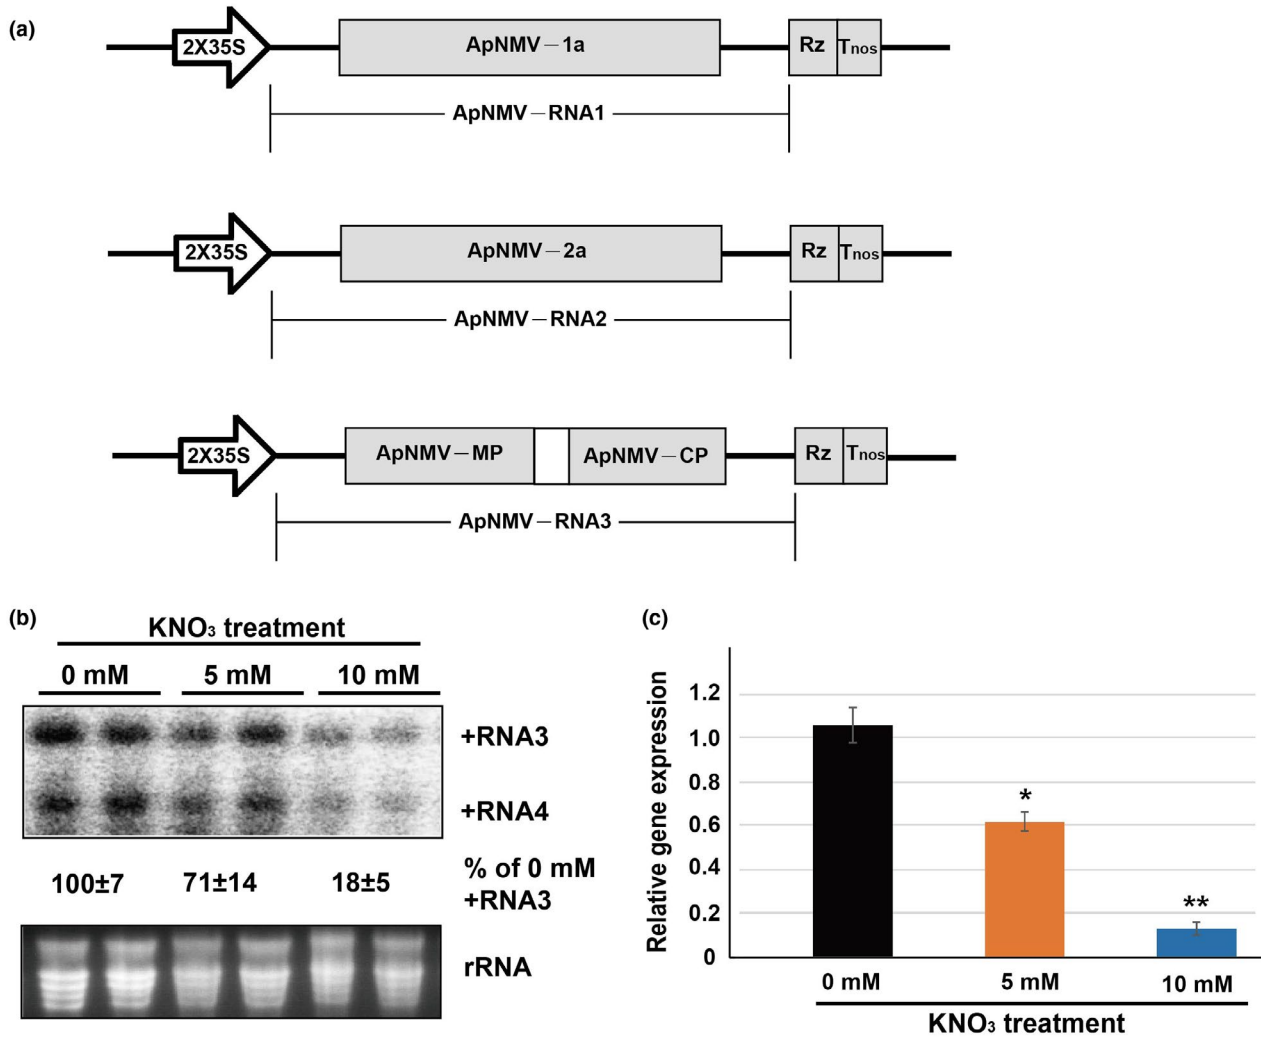 (a)
2X35S
ApNMV—1a
Rz
Tnos
ApNMV—RNA1
2X35S
ApNMV—2a
Rz
Tnos
ApNMV—RNA2
2X35S
ApNMV—MP
ApNMV—CP
Rz
Tnos
ApNMV—RNA3
(b)
KNO₃ treatment
0 mM 5 mM 10 mM
+RNA3
+RNA4
100±7 71±14 18±5
% of 0 mM
+RNA3
rRNA
(c)
Relative gene expression
1.2
1.0
0.8
0.6
0.4
0.2
0
*
**
0 mM 5 mM 10 mM
KNO₃ treatment